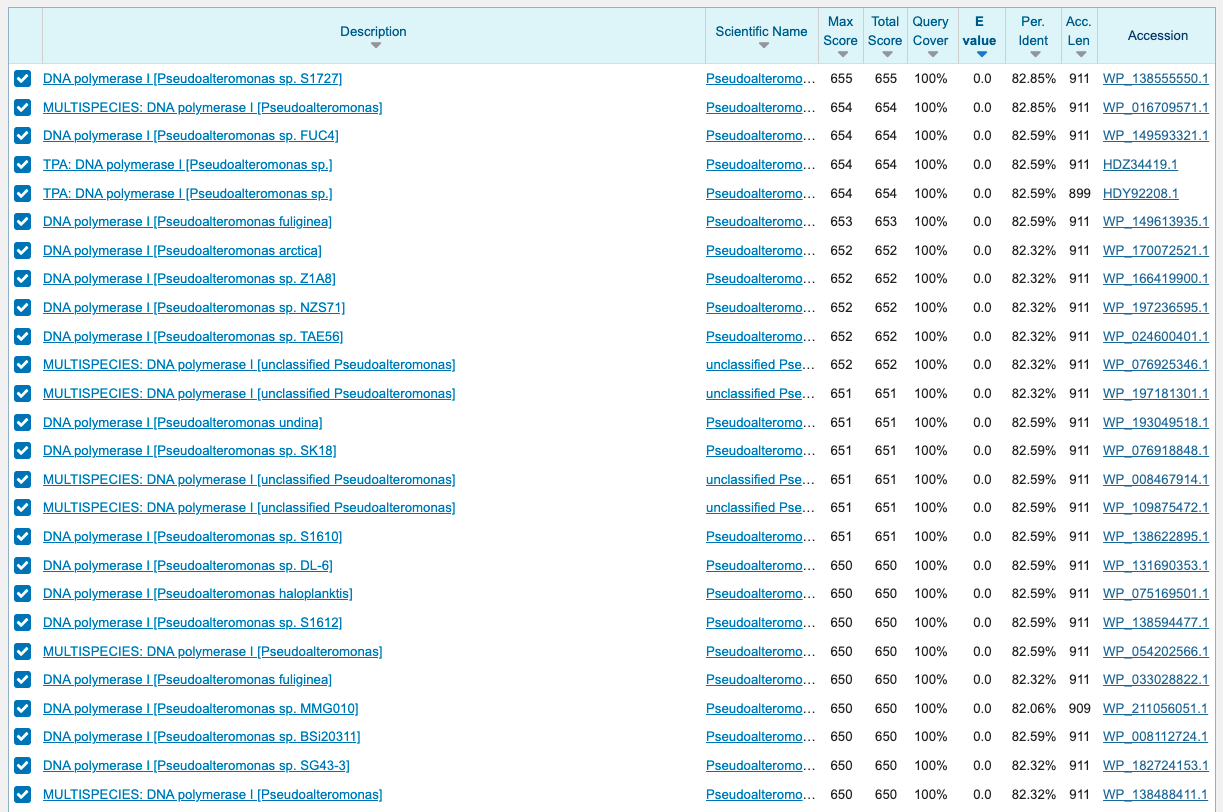 Description Scientific Name Max Score Total Score Query Cover E value Per. Ident Acc. Len Accession
DNA polymerase I [Pseudoalteromonas sp. S1727] Pseudoalteromo... 655 655 100% 0.0 82.85% 911 WP_138555550.1
MULTISPECIES: DNA polymerase I [Pseudoalteromonas] Pseudoalteromo... 654 654 100% 0.0 82.85% 911 WP_016709571.1
DNA polymerase I [Pseudoalteromonas sp. FUC4] Pseudoalteromo... 654 654 100% 0.0 82.59% 911 WP_149593321.1
TPA: DNA polymerase I [Pseudoalteromonas sp.] Pseudoalteromo... 654 654 100% 0.0 82.59% 911 HDZ34419.1
TPA: DNA polymerase I [Pseudoalteromonas sp.] Pseudoalteromo... 654 654 100% 0.0 82.59% 899 HDY92208.1
DNA polymerase I [Pseudoalteromonas fuliginea] Pseudoalteromo... 653 653 100% 0.0 82.59% 911 WP_149613935.1
DNA polymerase I [Pseudoalteromonas arctica] Pseudoalteromo... 652 652 100% 0.0 82.32% 911 WP_170072521.1
DNA polymerase I [Pseudoalteromonas sp. Z1A8] Pseudoalteromo... 652 652 100% 0.0 82.32% 911 WP_166419900.1
DNA polymerase I [Pseudoalteromonas sp. NZS71] Pseudoalteromo... 652 652 100% 0.0 82.32% 911 WP_197236595.1
DNA polymerase I [Pseudoalteromonas sp. TAE56] Pseudoalteromo... 652 652 100% 0.0 82.32% 911 WP_024600401.1
MULTISPECIES: DNA polymerase I [unclassified Pseudoalteromonas] unclassified Pse... 652 652 100% 0.0 82.32% 911 WP_076925346.1
MULTISPECIES: DNA polymerase I [unclassified Pseudoalteromonas] unclassified Pse... 651 651 100% 0.0 82.32% 911 WP_197181301.1
DNA polymerase I [Pseudoalteromonas undina] Pseudoalteromo... 651 651 100% 0.0 82.59% 911 WP_193049518.1
DNA polymerase I [Pseudoalteromonas sp. SK18] Pseudoalteromo... 651 651 100% 0.0 82.59% 911 WP_076918848.1
MULTISPECIES: DNA polymerase I [unclassified Pseudoalteromonas] unclassified Pse... 651 651 100% 0.0 82.59% 911 WP_008467914.1
MULTISPECIES: DNA polymerase I [unclassified Pseudoalteromonas] unclassified Pse... 651 651 100% 0.0 82.59% 911 WP_109875472.1
DNA polymerase I [Pseudoalteromonas sp. S1610] Pseudoalteromo... 651 651 100% 0.0 82.59% 911 WP_138622895.1
DNA polymerase I [Pseudoalteromonas sp. DL-6] Pseudoalteromo... 650 650 100% 0.0 82.59% 911 WP_131690353.1
DNA polymerase I [Pseudoalteromonas haloplanktis] Pseudoalteromo... 650 650 100% 0.0 82.59% 911 WP_075169501.1
DNA polymerase I [Pseudoalteromonas sp. S1612] Pseudoalteromo... 650 650 100% 0.0 82.59% 911 WP_138594477.1
MULTISPECIES: DNA polymerase I [Pseudoalteromonas] Pseudoalteromo... 650 650 100% 0.0 82.59% 911 WP_054202566.1
DNA polymerase I [Pseudoalteromonas fuliginea] Pseudoalteromo... 650 650 100% 0.0 82.32% 911 WP_033028822.1
DNA polymerase I [Pseudoalteromonas sp. MMG010] Pseudoalteromo... 650 650 100% 0.0 82.06% 909 WP_211056051.1
DNA polymerase I [Pseudoalteromonas sp. BSi20311] Pseudoalteromo... 650 650 100% 0.0 82.59% 911 WP_008112724.1
DNA polymerase I [Pseudoalteromonas sp. SG43-3] Pseudoalteromo... 650 650 100% 0.0 82.32% 911 WP_182724153.1
MULTISPECIES: DNA polymerase I [Pseudoalteromonas] Pseudoalteromo... 650 650 100% 0.0 82.32% 911 WP_138488411.1